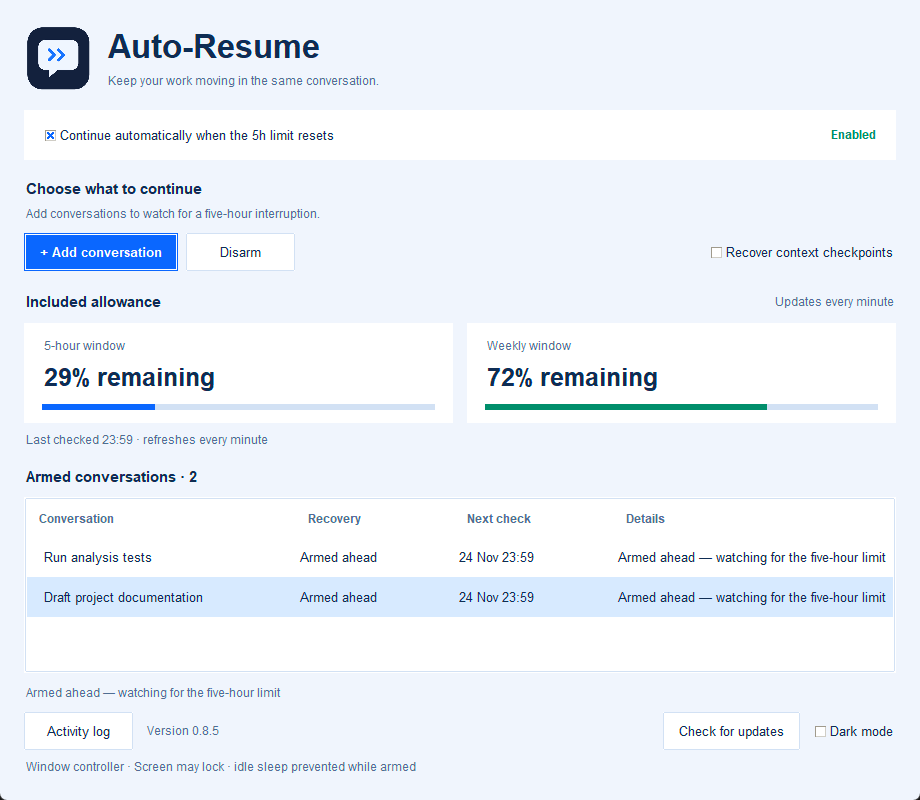 Auto-Resume
Keep your work moving in the same conversation.
Continue automatically when the 5h limit resets
Enabled
Choose what to continue
Add conversations to watch for a five-hour interruption.
+ Add conversation
Disarm
Recover context checkpoints
Included allowance
Updates every minute
5-hour window
29% remaining
Weekly window
72% remaining
Last checked 23:59 · refreshes every minute
Armed conversations · 2
Conversation Recovery Next check Details
Run analysis tests Armed ahead 24 Nov 23:59 Armed ahead — watching for the five-hour limit
Draft project documentation Armed ahead 24 Nov 23:59 Armed ahead — watching for the five-hour limit
Armed ahead — watching for the five-hour limit
Activity log
Version 0.8.5
Check for updates
Dark mode
Window controller · Screen may lock · idle sleep prevented while armed